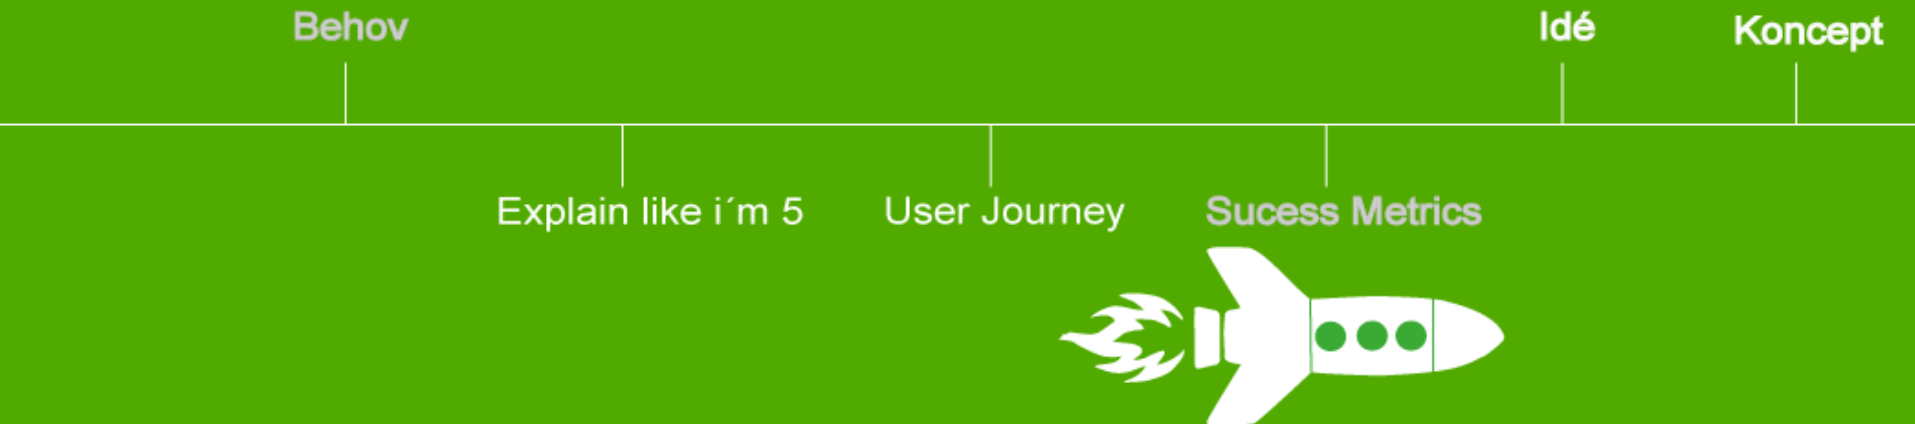 Behov
Idé
Koncept
Explain like i´m 5
User Journey
Sucess Metrics